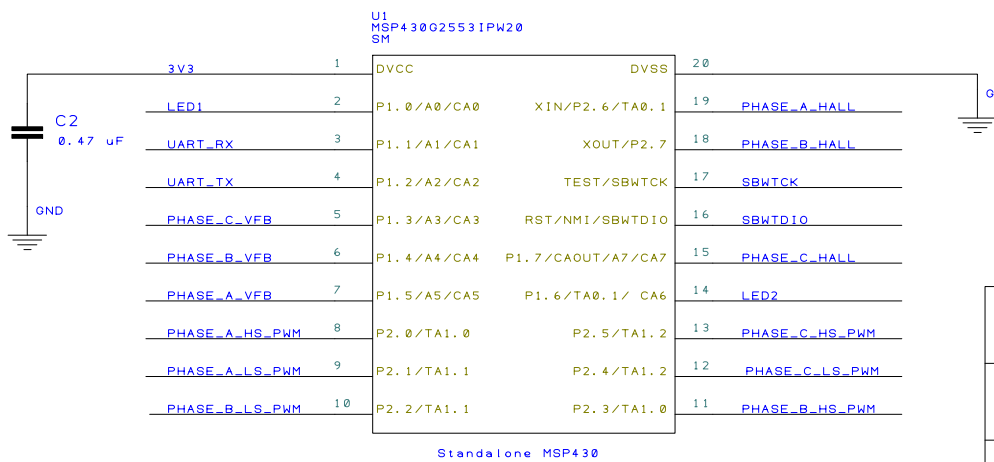 U1
MSP430G2553IPW20
SM
3V3 1 DVCC DVSS 20
LED1 2 P1.0/A0/CA0 XIN/P2.6/TA0.1 19 PHASE_A_HALL
UART_RX 3 P1.1/A1/CA1 XOUT/P2.7 18 PHASE_B_HALL
UART_TX 4 P1.2/A2/CA2 TEST/SBWTCK 17 SBWTCK
PHASE_C_VFB 5 P1.3/A3/CA3 RST/NMI/SBWTDIO 16 SBWTDIO
PHASE_B_VFB 6 P1.4/A4/CA4 P1.7/CAOUT/A7/CA7 15 PHASE_C_HALL
PHASE_A_VFB 7 P1.5/A5/CA5 P1.6/TA0.1/ CA6 14 LED2
PHASE_A_HS_PWM 8 P2.0/TA1.0 P2.5/TA1.2 13 PHASE_C_HS_PWM
PHASE_A_LS_PWM 9 P2.1/TA1.1 P2.4/TA1.2 12 PHASE_C_LS_PWM
PHASE_B_LS_PWM 10 P2.2/TA1.1 P2.3/TA1.0 11 PHASE_B_HS_PWM
C2
0.47 uF
GND
G
Standalone MSP430